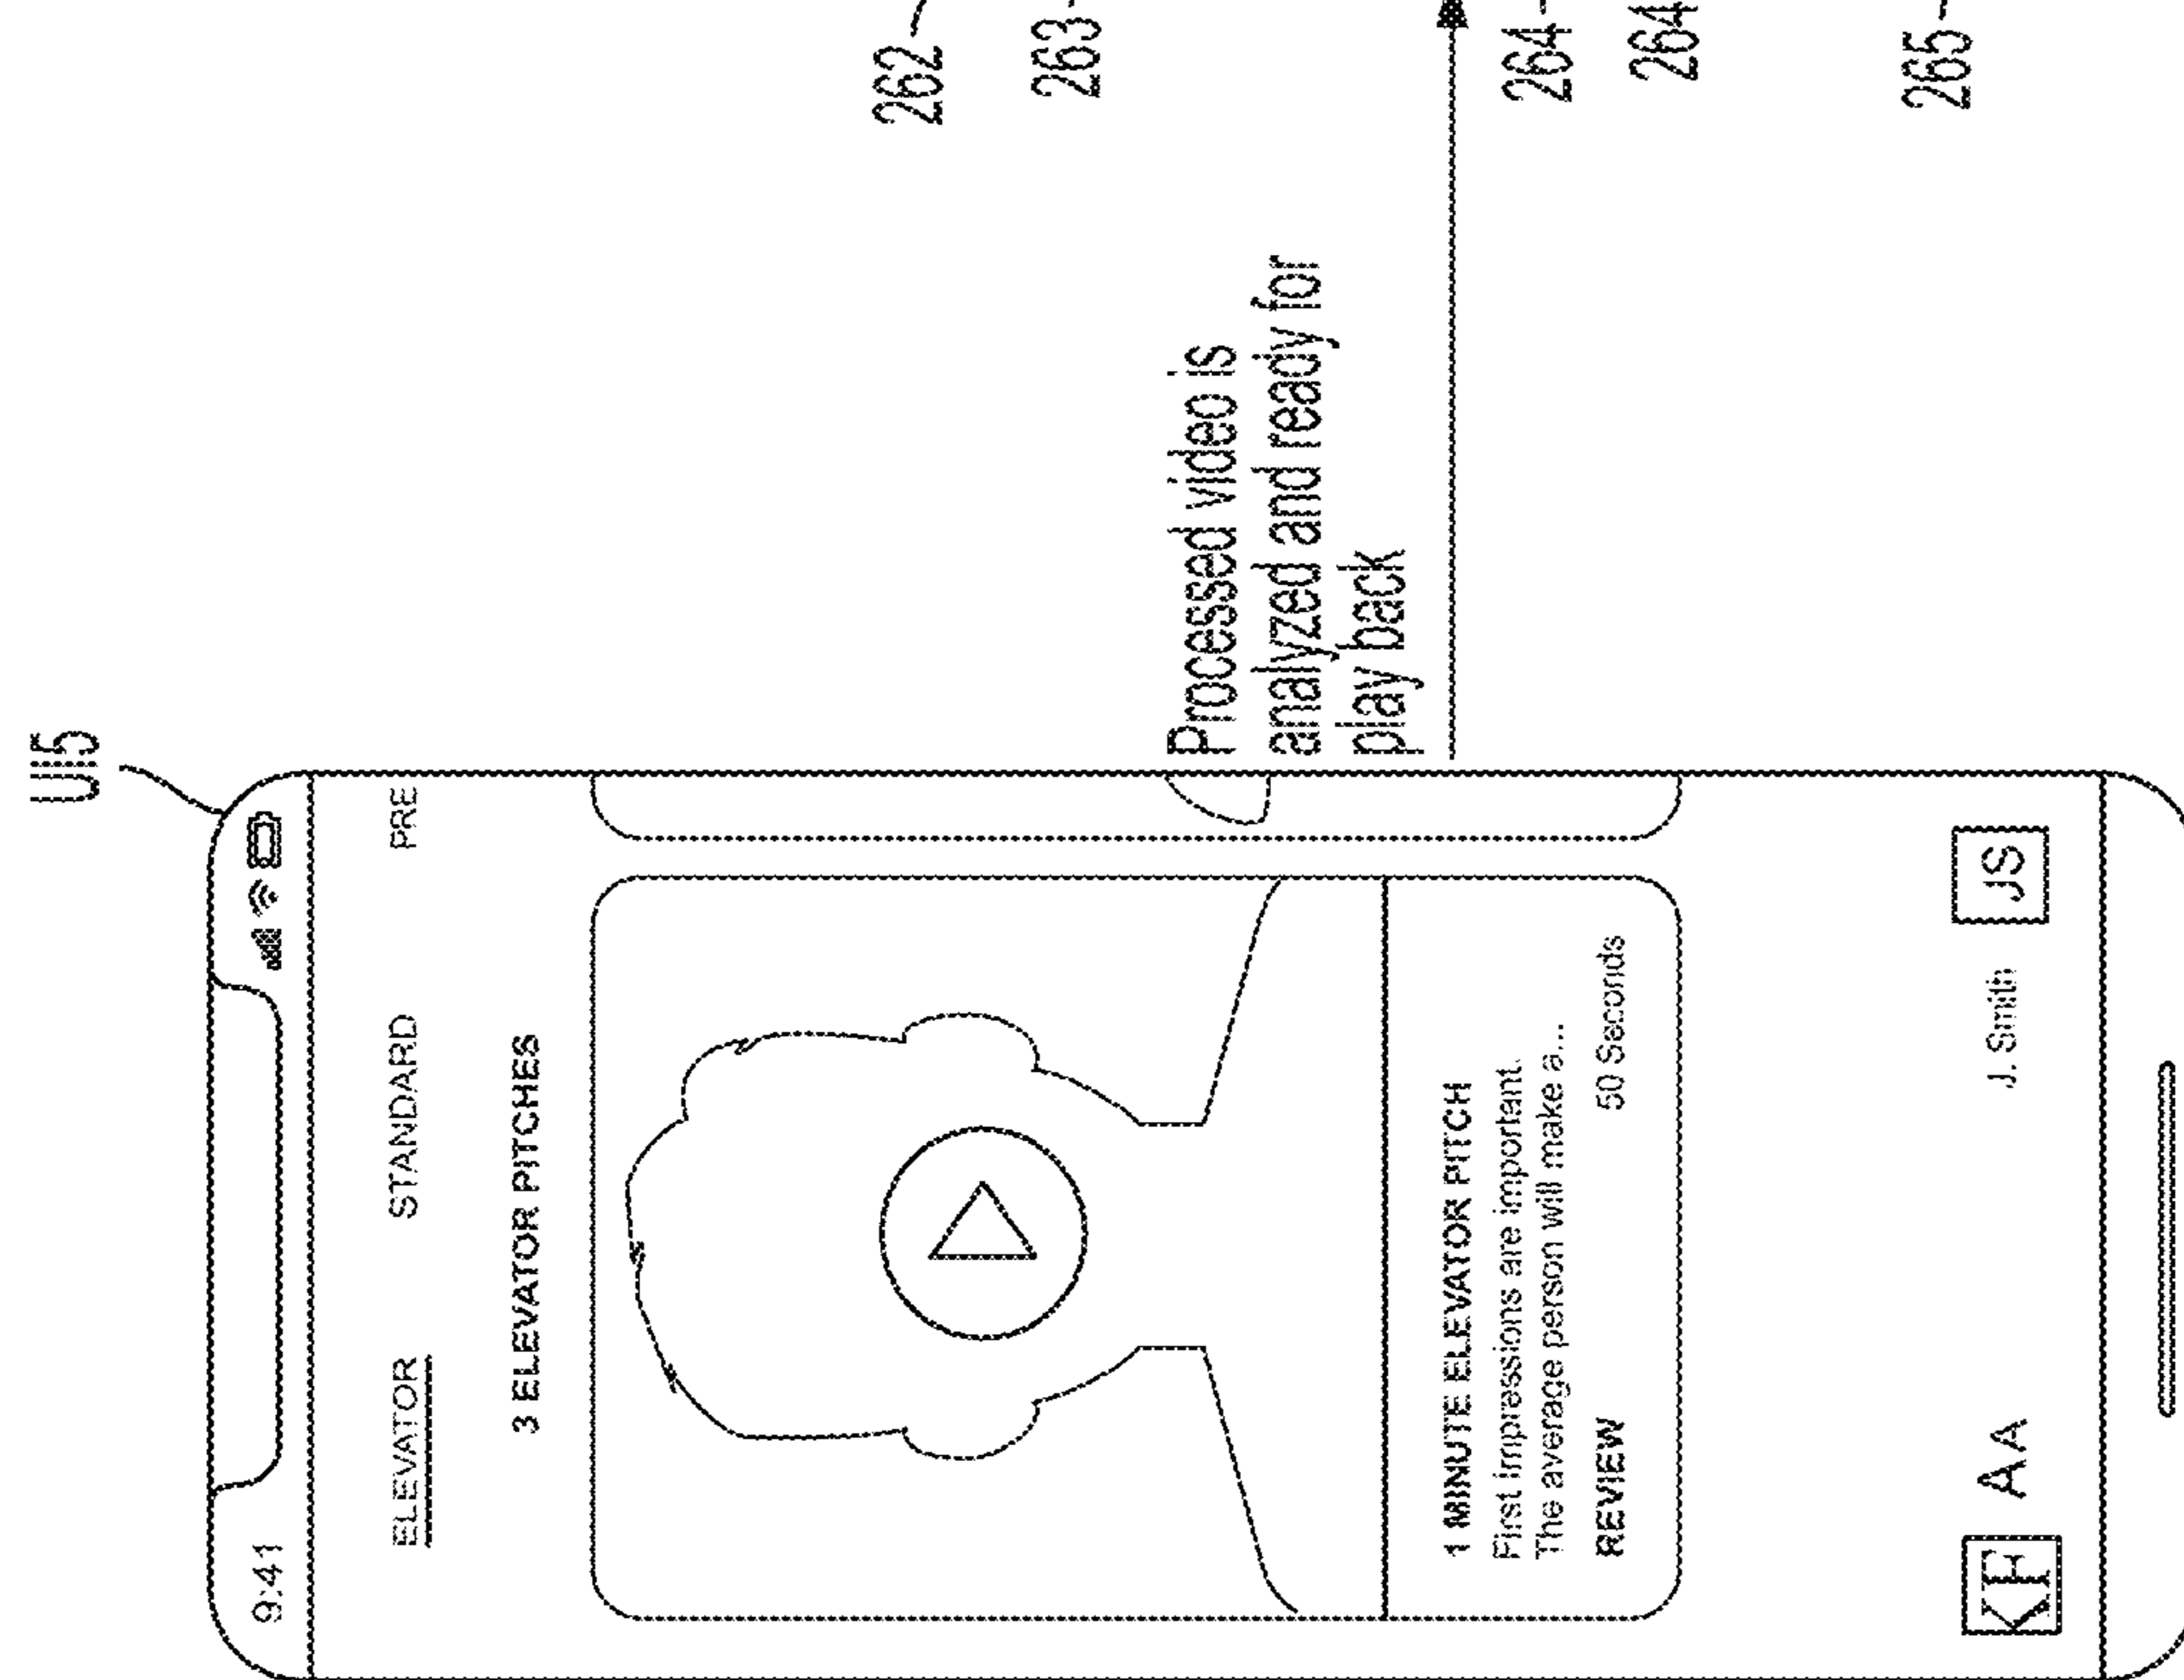 UI15
9:41
ELEVATOR STANDARD PRE
3 ELEVATOR PITCHES
1 MINUTE ELEVATOR PITCH
First impressions are important.
The average person will make a...
REVIEW 50 Seconds
KF AA J. Smith JS
Processed video is
analyzed and ready for
play back
262
263
264
264
265